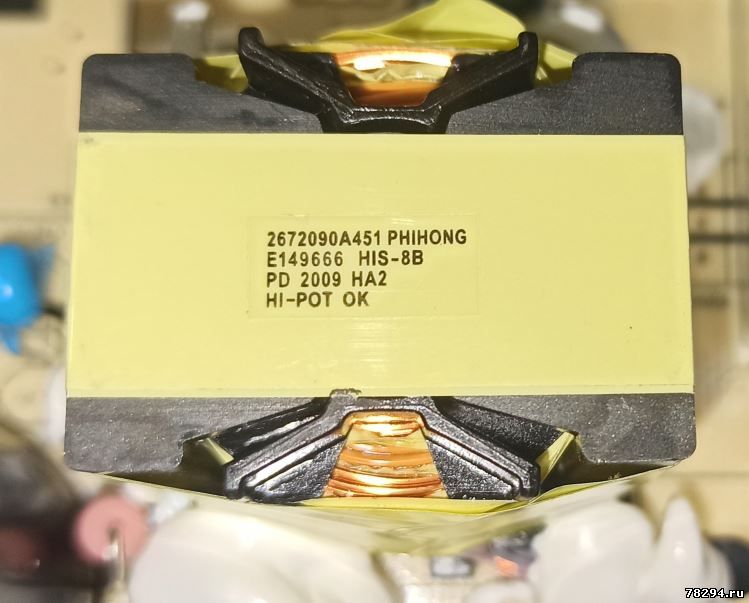 2672090A451 PHIHONG
E149666 HIS-8B
PD 2009 HA2
HI-POT OK
78294.ru